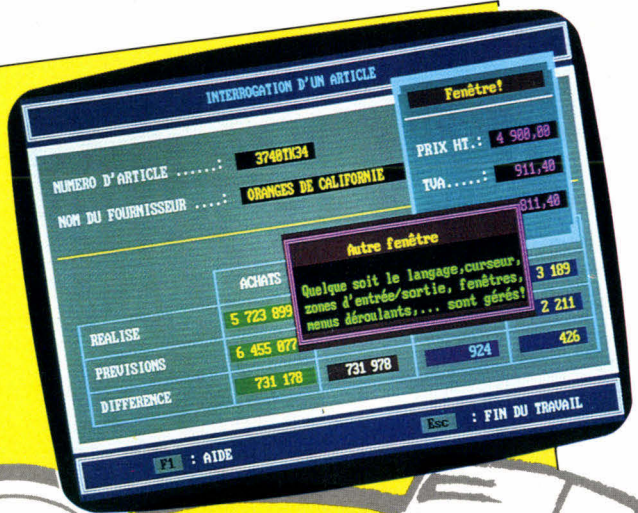 INTERROGATION D'UN ARTICLE
NUMERO D'ARTICLE ......: 3740TK34
NOM DU FOURNISSEUR ....: ORANGES DE CALIFORNIE
Fenêtre!
PRIX HT.: 4 900,00
TVA.....: 911,40
811,40
Autre fenêtre
Quelque soit le langage,curseur,
zones d'entrée/sortie, fenêtres,
menus déroulants,... sont gérés!
ACHATS
REALISE 5 723 899 3 189
PREVISIONS 6 455 077 2 211
DIFFERENCE 731 178 731 978 924 426
F1 : AIDE Esc : FIN DU TRAVAIL